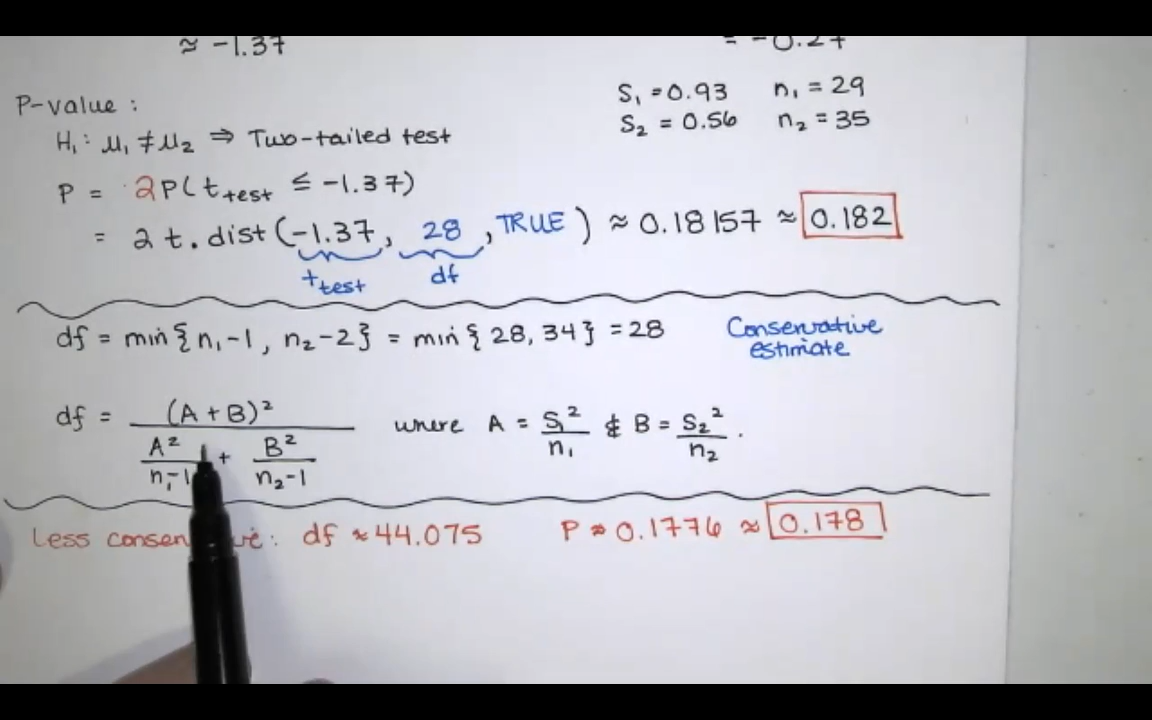 ≈ -1.37
= -0.27
P-value :
S₁ = 0.93 n₁ = 29
S₂ = 0.56 n₂ = 35
H₁: μ₁ ≠ μ₂ ⇒ Two-tailed test
P = 2P(t_test ≤ -1.37)
= 2 t.dist(-1.37, 28, TRUE) ≈ 0.18157 ≈ 0.182
t_test df
df = min{n₁-1, n₂-2} = min{28, 34} = 28 Conservative estimate
df = (A+B)² / (A²/(n₁-1) + B²/(n₂-1)) where A = S₁²/n₁ & B = S₂²/n₂.
Less df ≈ 44.075 P ≈ 0.1776 ≈ 0.178